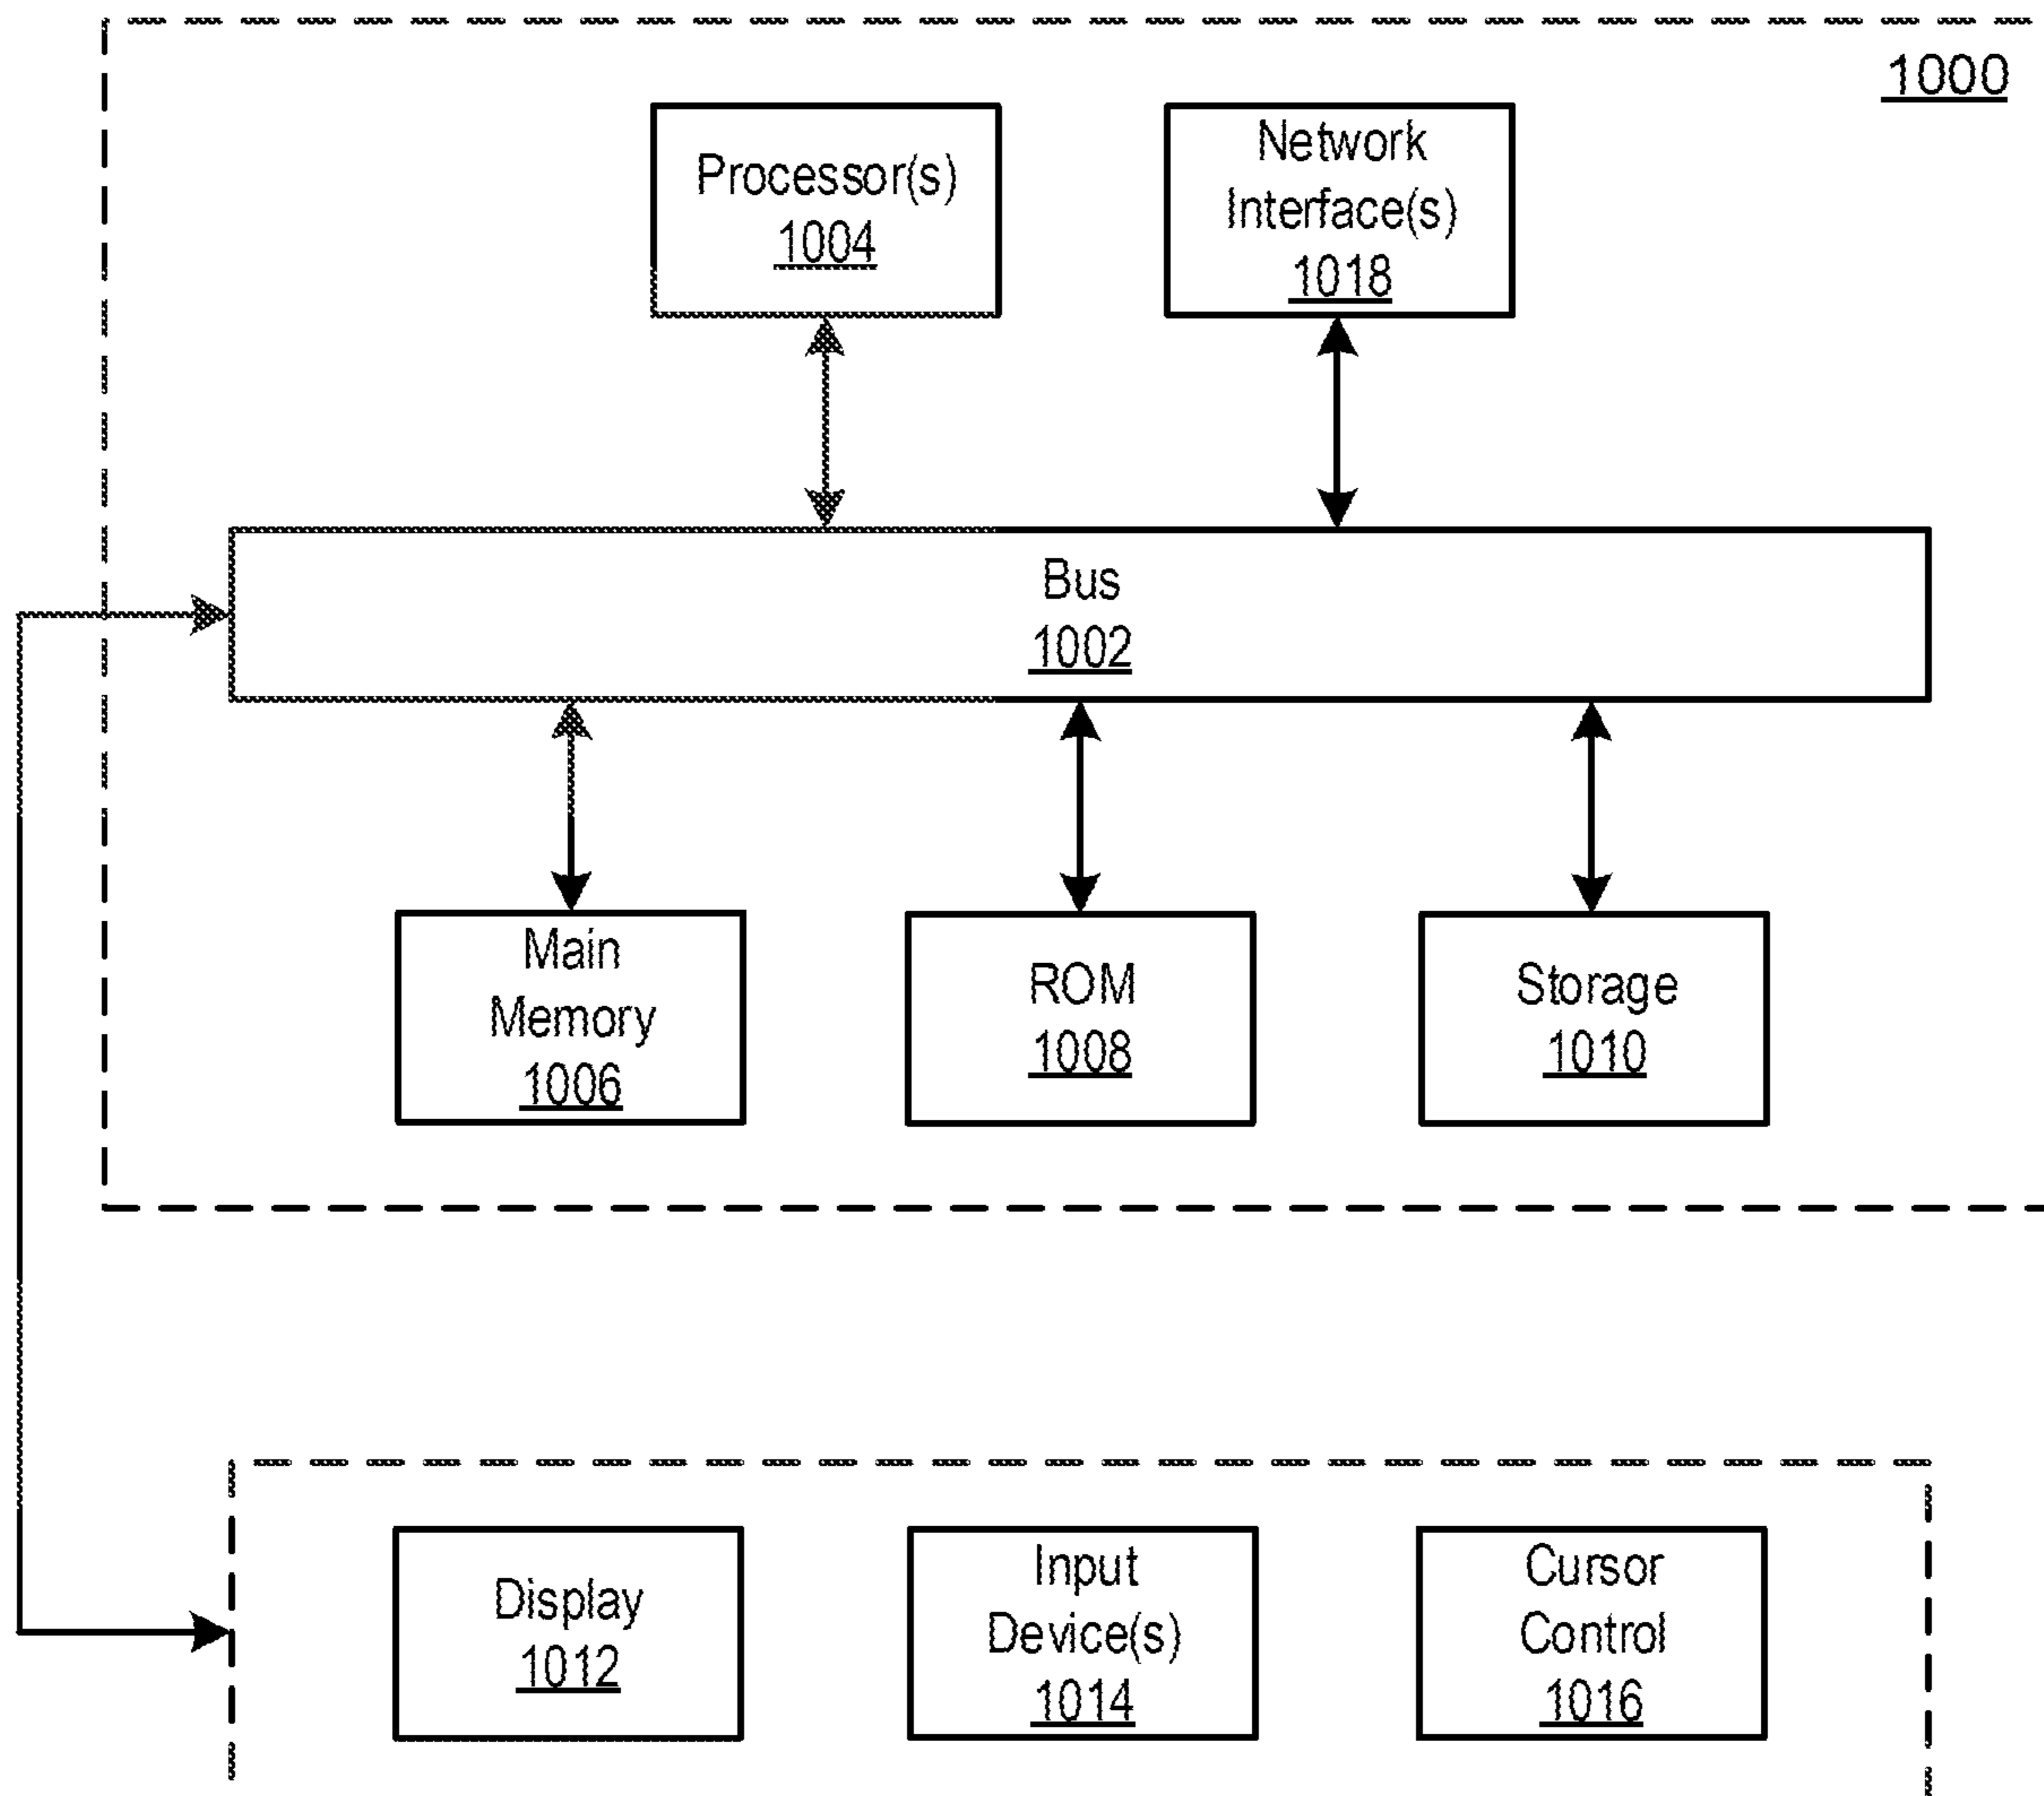 1000
Processor(s)
1004
Network
Interface(s)
1018
Bus
1002
Main
Memory
1006
ROM
1008
Storage
1010
Display
1012
Input
Device(s)
1014
Cursor
Control
1016